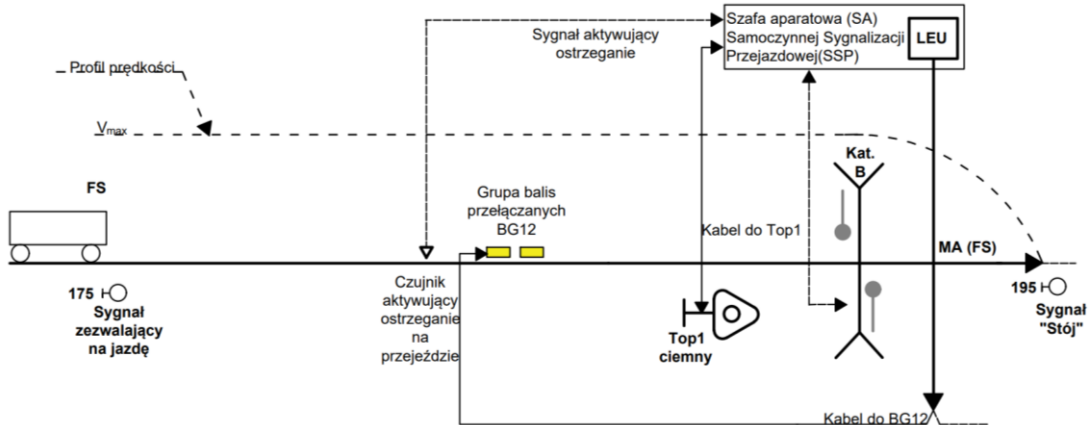 Szafa aparatowa (SA)
Samoczynnej Sygnalizacji
Przejazdowej(SSP)
LEU
Sygnał aktywujący
ostrzeganie
Profil prędkości
Vmax
FS
Kat.
B
Grupa balis
przełączanych
BG12
Kabel do Top1
MA (FS)
175
Sygnał
zezwalający
na jazdę
Czujnik
aktywujący
ostrzeganie
na
przejeździe
Top1
ciemny
195
Sygnał
"Stój"
Kabel do BG12